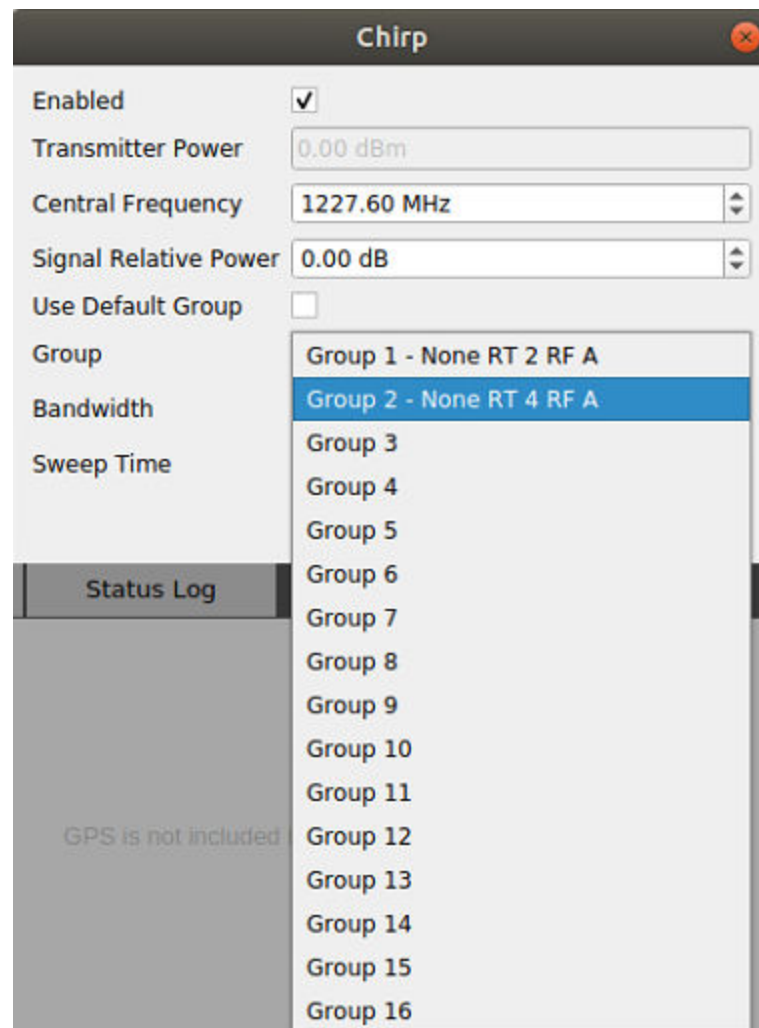 Chirp
Enabled
Transmitter Power 0.00 dBm
Central Frequency 1227.60 MHz
Signal Relative Power 0.00 dB
Use Default Group
Group
Bandwidth
Sweep Time
Group 1 - None RT 2 RF A
Group 2 - None RT 4 RF A
Group 3
Group 4
Group 5
Group 6
Group 7
Group 8
Group 9
Group 10
Group 11
Group 12
Group 13
Group 14
Group 15
Group 16
Status Log
GPS is not included